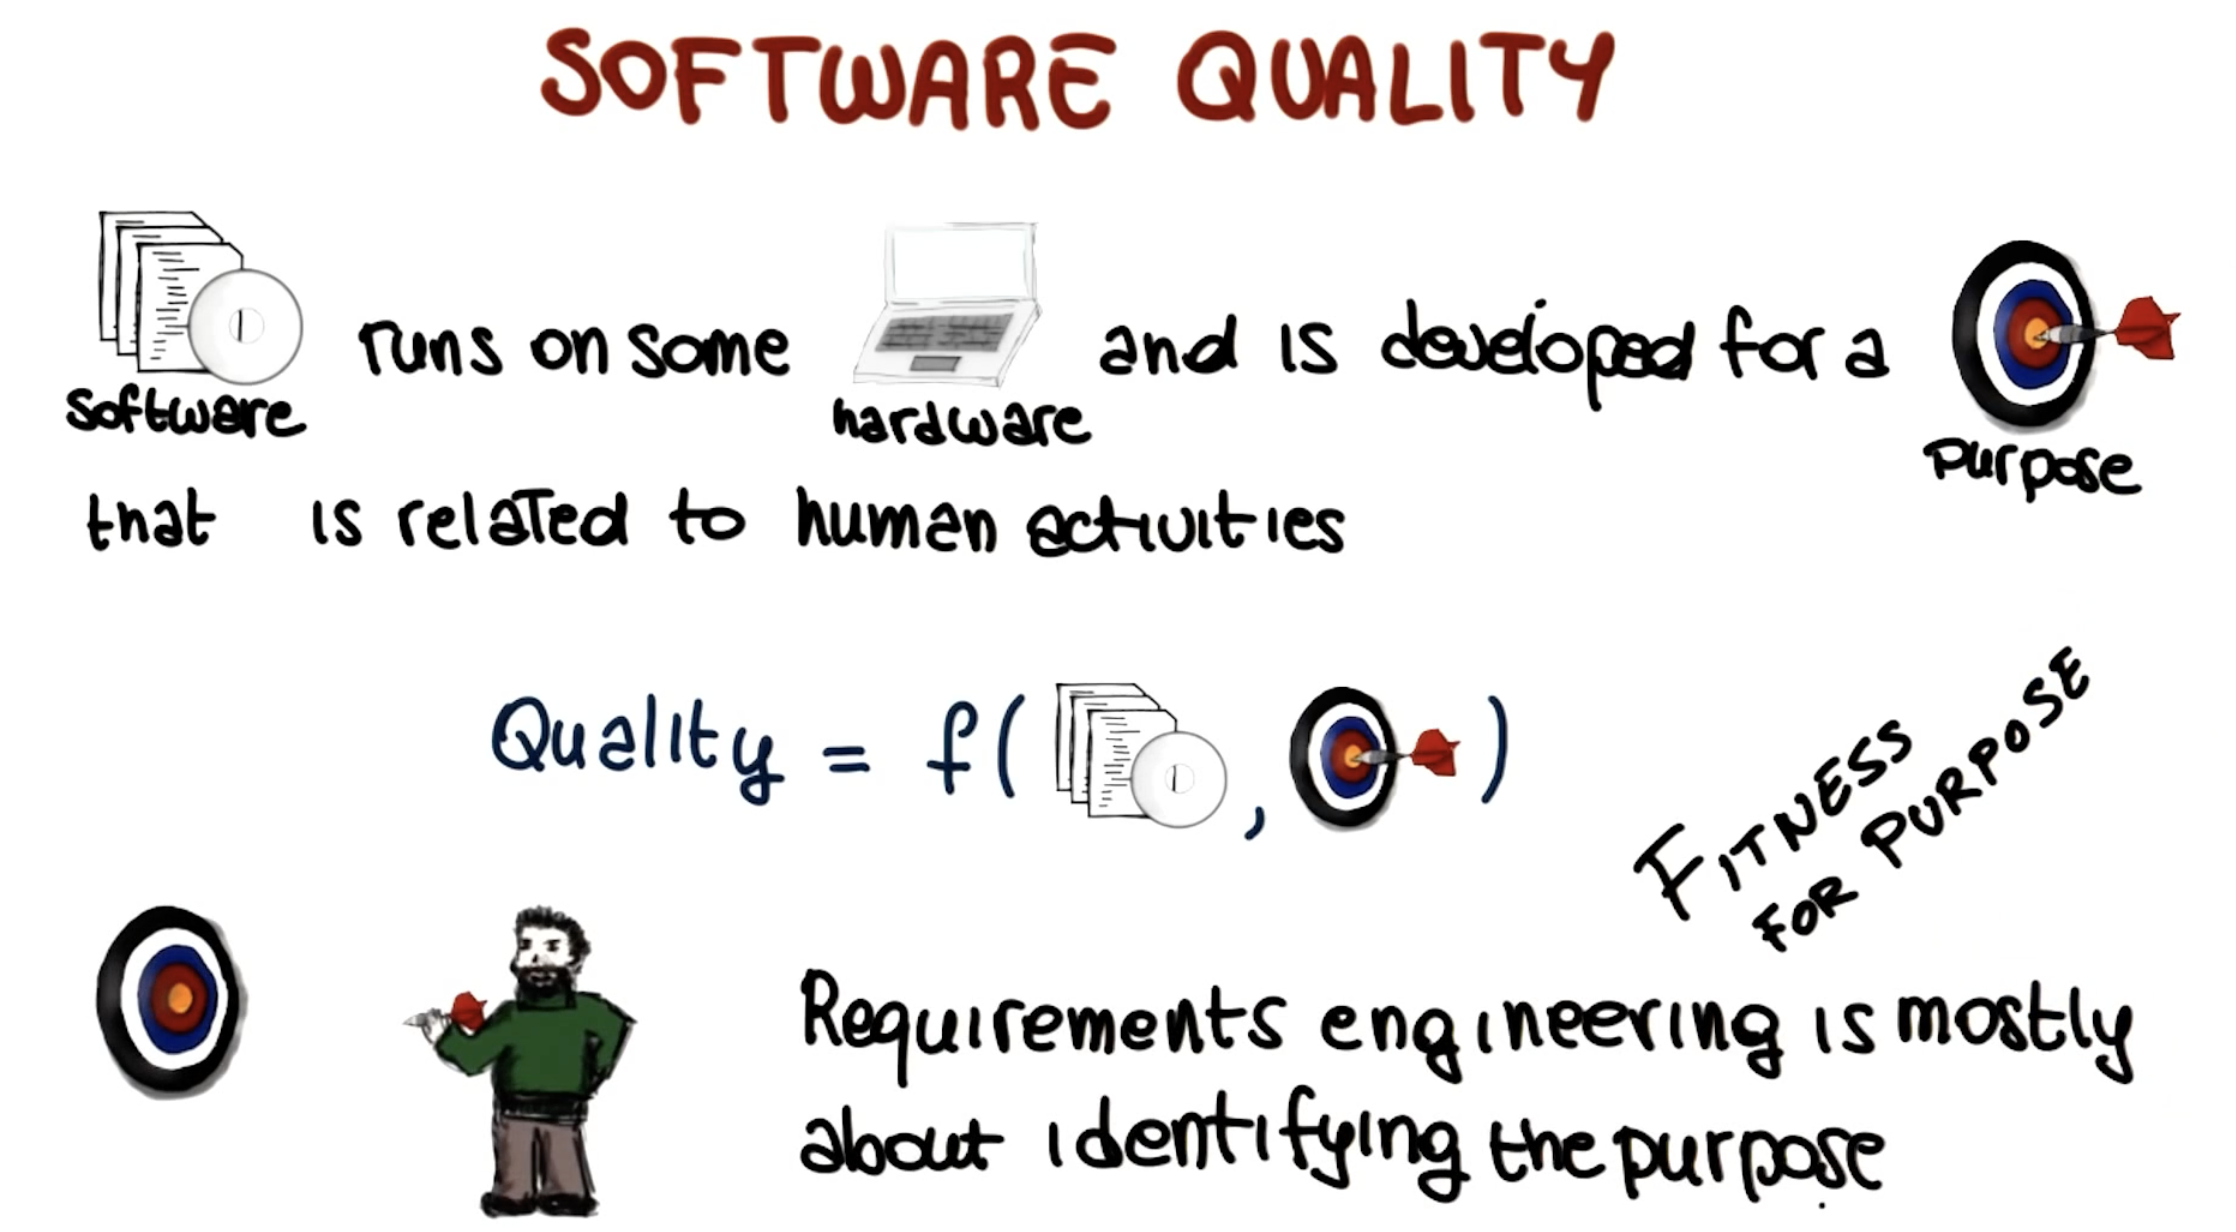 SOFTWARE QUALITY
runs on some and is developed for a
software hardware purpose
that is related to human activities
Quality = f( , )
FITNESS
FOR PURPOSE
Requirements engineering is mostly
about identifying the purpose